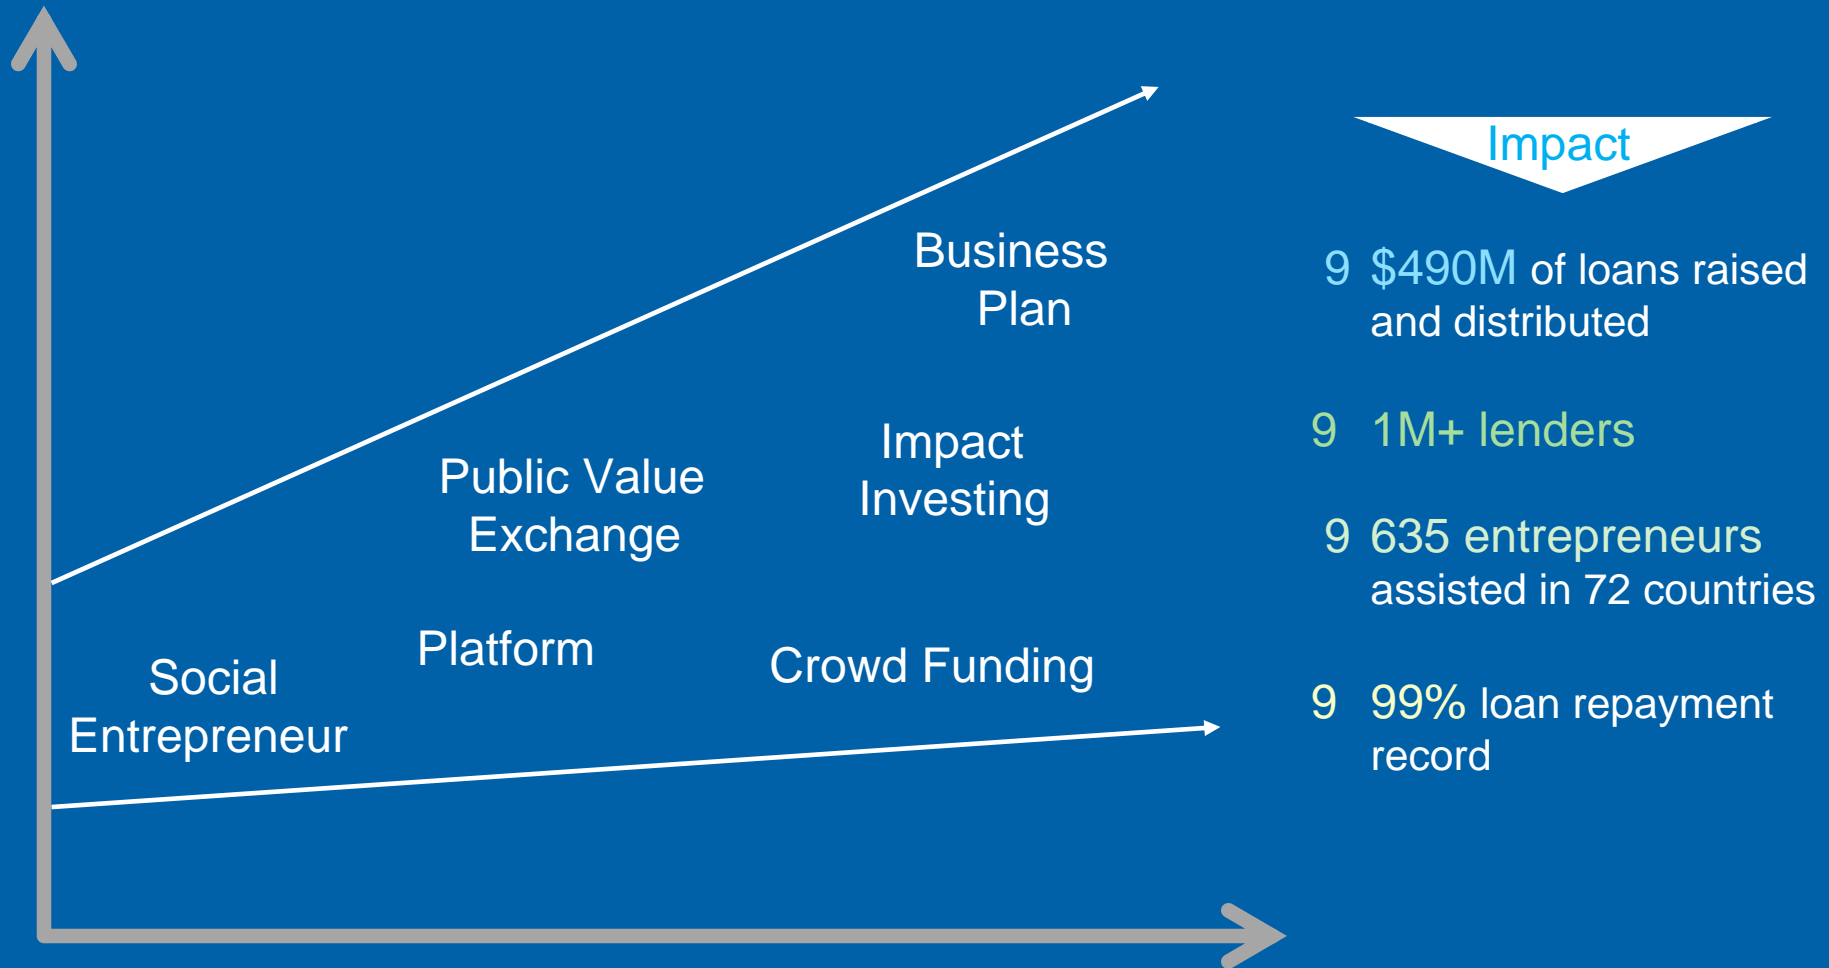 Business
Plan
Impact
Investing
Public Value
Exchange
Platform
Crowd Funding
Social
Entrepreneur
Impact
9 $490M of loans raised
and distributed
9 1M+ lenders
9 635 entrepreneurs
assisted in 72 countries
9 99% loan repayment
record